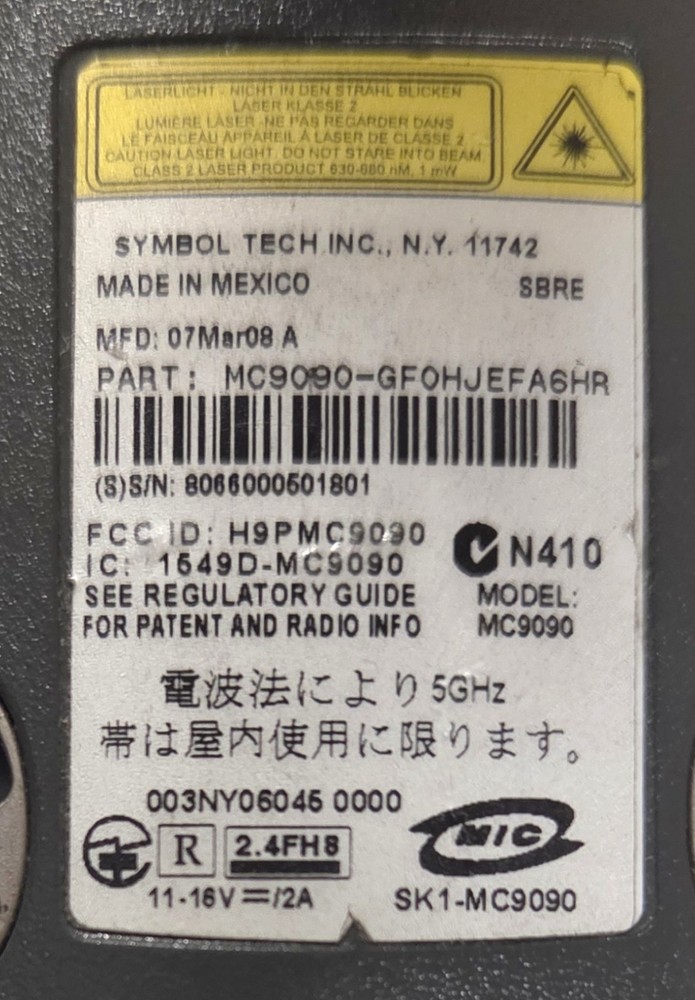 LASERLICHT - NICHT IN DEN STRAHL BLICKEN
LASER KLASSE 2
LUMIERE LASER -NE PAS REGARDER DANS
LE FAISCEAU APPAREIL A LASER DE CLASSE 2
CAUTION-LASER LIGHT. DO NOT STARE INTO BEAM.
CLASS 2 LASER PRODUCT 630-680 nM, 1 mW
SYMBOL TECH INC., N.Y. 11742
MADE IN MEXICO SBRE
MFD: 07Mar08 A
PART: MC9090-GF0HJEFA6HR
(S)S/N: 8066000501801
FCC ID: H9PMC9090
IC: 1549D-MC9090
N410
SEE REGULATORY GUIDE
FOR PATENT AND RADIO INFO
MODEL:
MC9090
電波法により 5GHz
帯は屋内使用に限ります。
003NY06046 0000
R 2.4FH8
MIC
11-16V ⎓/2A
SK1-MC9090